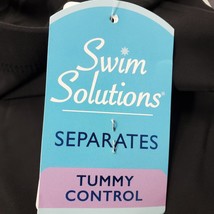 Swim
Solutions®
SEPARATES
TUMMY
CONTROL